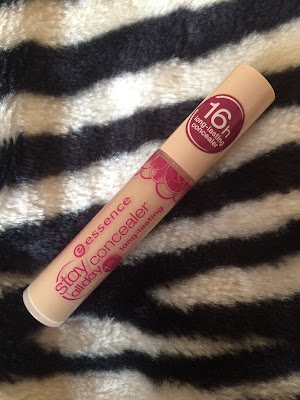 16h
long-lasting
concealer
essence
stay
all day
concealer
long-lasting